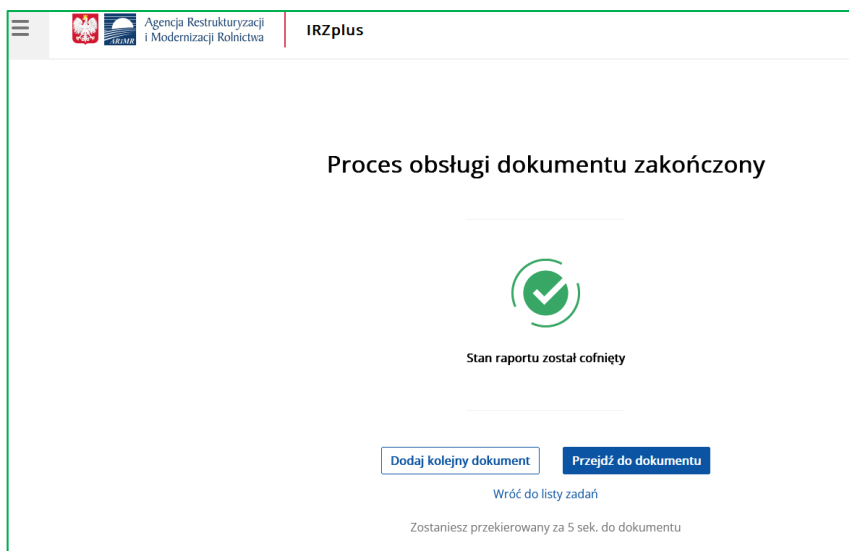 Agencja Restrukturyzacji
i Modernizacji Rolnictwa
IRZplus
ARiMR
Proces obsługi dokumentu zakończony
Stan raportu został cofnięty
Dodaj kolejny dokument
Przejdź do dokumentu
Wróć do listy zadań
Zostaniesz przekierowany za 5 sek. do dokumentu